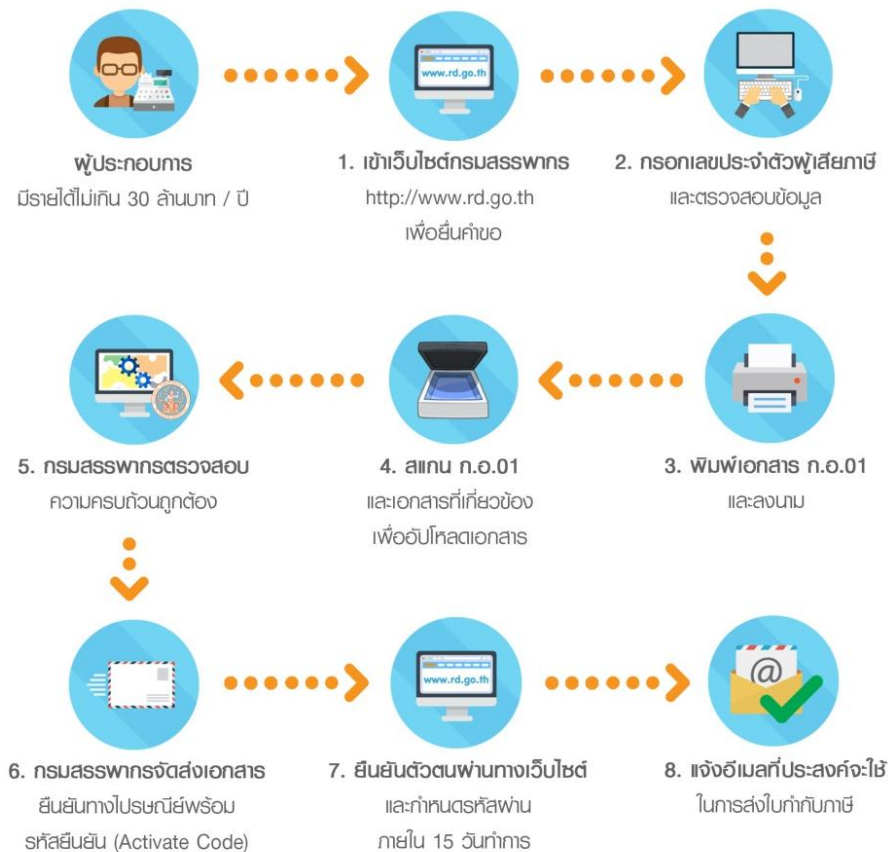 www.rd.go.th
ผู้ประกอบการ
มีรายได้ไม่เกิน 30 ล้านบาท / ปี
1. เข้าเว็บไซต์กรมสรรพากร
http://www.rd.go.th
เพื่อยื่นคำขอ
2. กรอกเลขประจำตัวผู้เสียภาษี
และตรวจสอบข้อมูล
3. พิมพ์เอกสาร ก.อ.01
และลงนาม
4. สแกน ก.อ.01
และเอกสารที่เกี่ยวข้อง
เพื่ออัปโหลดเอกสาร
5. กรมสรรพากรตรวจสอบ
ความครบถ้วนถูกต้อง
6. กรมสรรพากรจัดส่งเอกสาร
ยืนยันทางไปรษณีย์พร้อม
รหัสยืนยัน (Activate Code)
www.rd.go.th
7. ยืนยันตัวตนผ่านทางเว็บไซต์
และกำหนดรหัสผ่าน
ภายใน 15 วันทำการ
@
8. แจ้งอีเมลที่ประสงค์จะใช้
ในการส่งใบกำกับภาษี